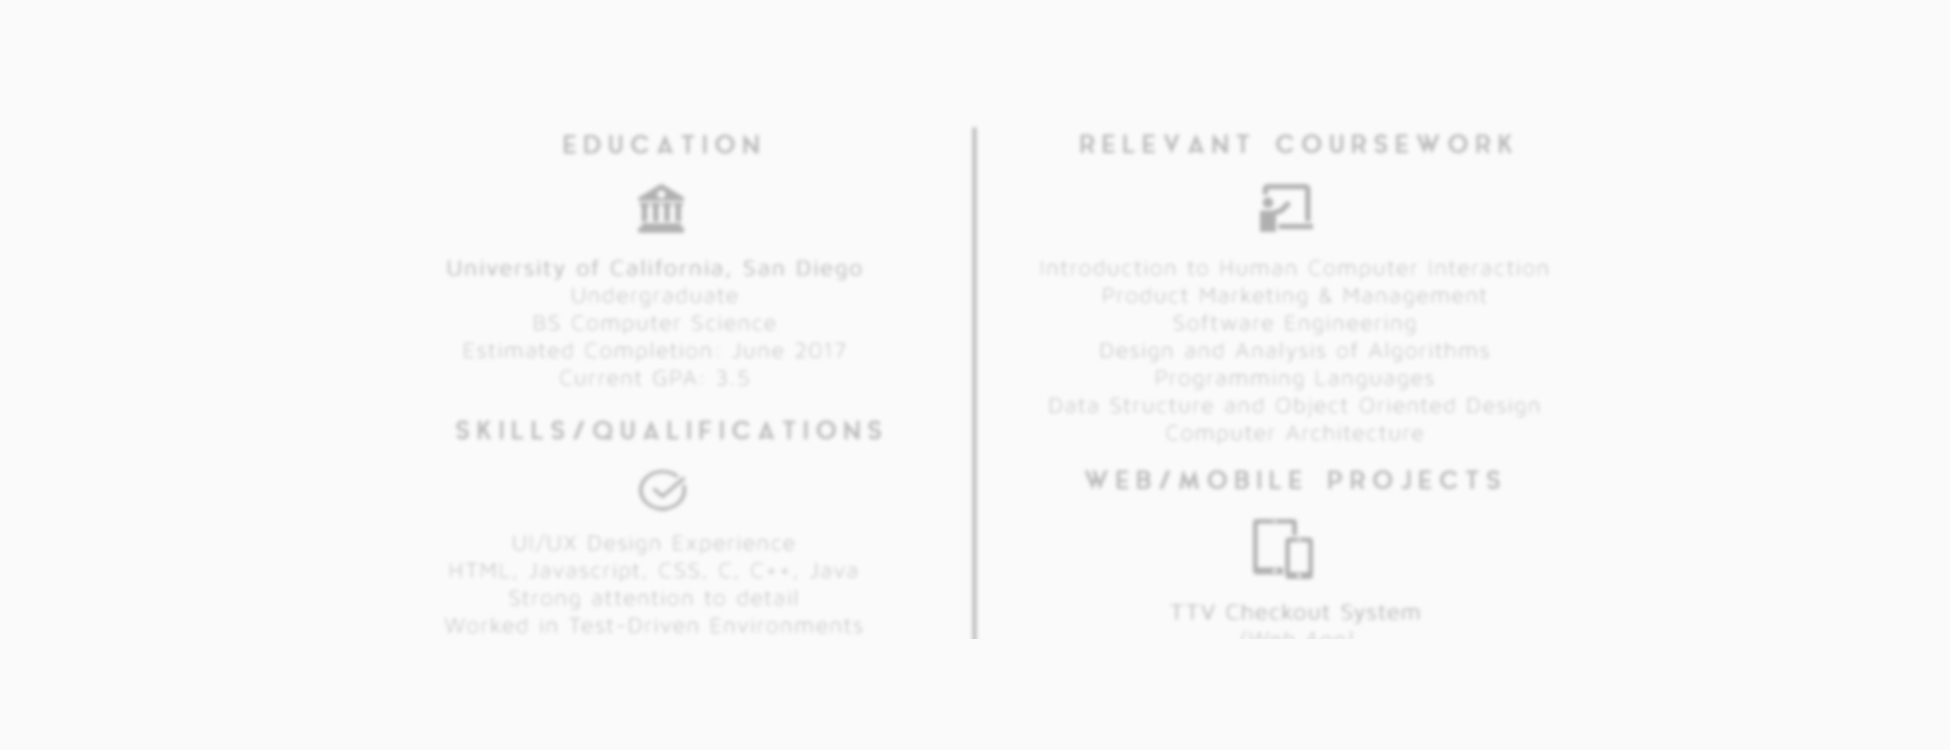 EDUCATION
University of California, San Diego
Undergraduate
BS Computer Science
Estimated Completion: June 2017
Current GPA: 3.5
SKILLS/QUALIFICATIONS
UI/UX Design Experience
HTML, Javascript, CSS, C, C++, Java
Strong attention to detail
Worked in Test-Driven Environments
RELEVANT COURSEWORK
Introduction to Human Computer Interaction
Product Marketing & Management
Software Engineering
Design and Analysis of Algorithms
Programming Languages
Data Structure and Object Oriented Design
Computer Architecture
WEB/MOBILE PROJECTS
TTV Checkout System